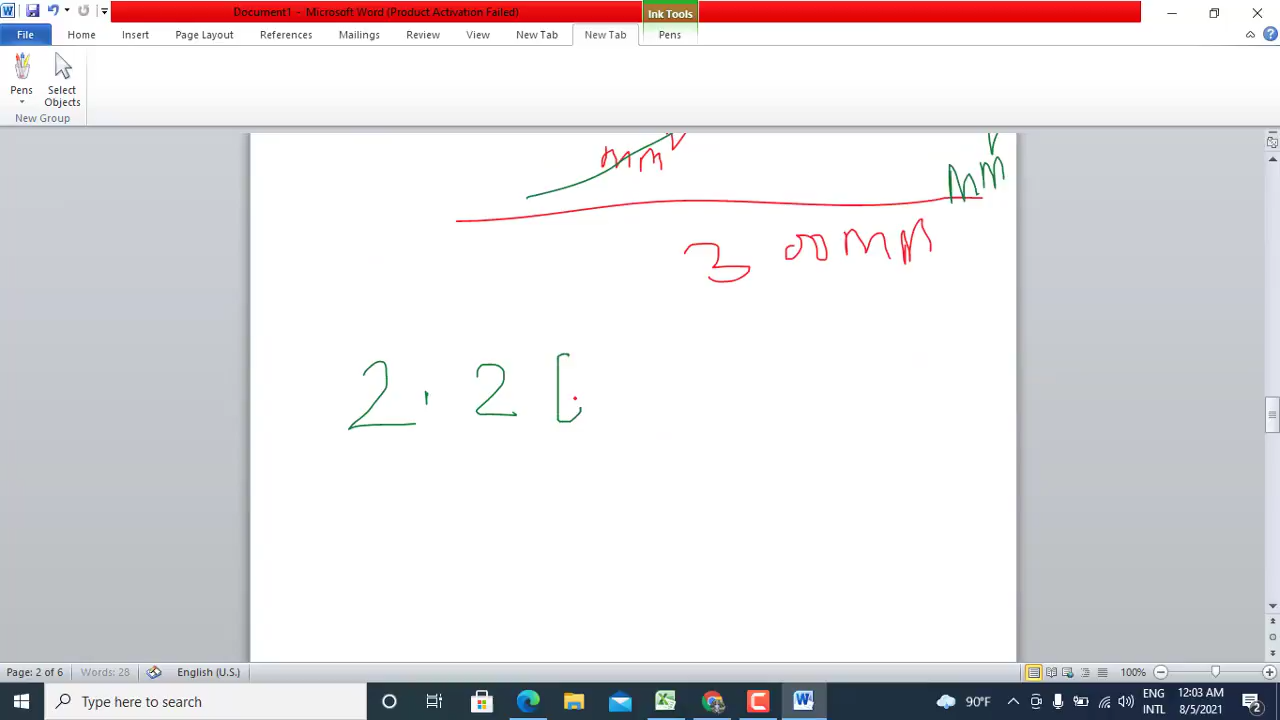 Document1 - Microsoft Word (Product Activation Failed)
Ink Tools
File Home Insert Page Layout References Mailings Review View New Tab New Tab Pens
Pens
Select Objects
New Group
mm
mm
3 00mm
2. 2 [
Page: 2 of 6 Words: 28 English (U.S.) 100%
Type here to search
90°F
ENG
INTL
12:03 AM
8/5/2021
2